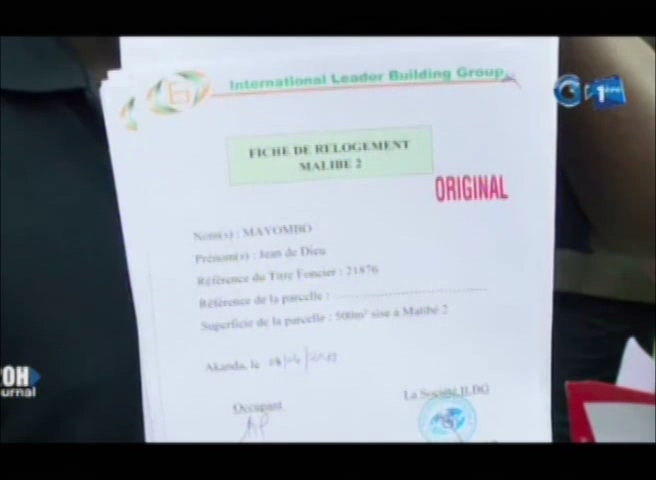 International Leader Building Group
1ÈRE
FICHE DE RELOGEMENT
MALIBE 2
ORIGINAL
Nom(s) : MAYOMBO
Prénom(s) : Jean de Dieu
Référence du Titre Foncier : 21876
Référence de la parcelle :
Superficie de la parcelle : 500m² sise à Malibé 2
Akanda, le
Occupant
La Société ILBG